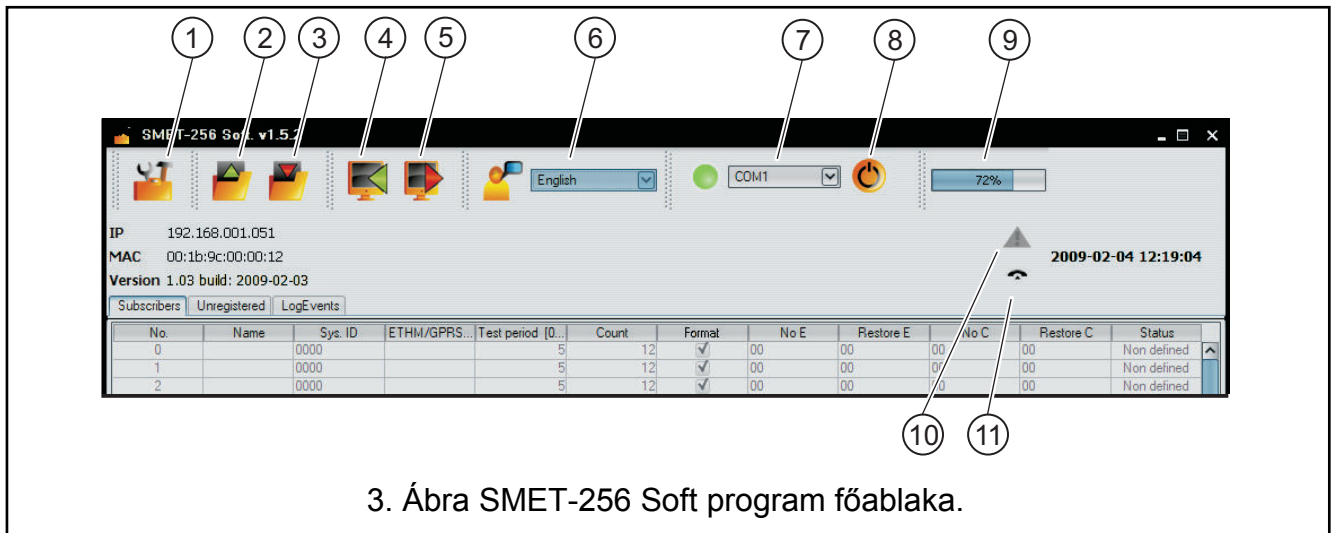 1 2 3 4 5 6 7 8 9
SMET-256 Soft. v1.5.2
English COM1 72%
IP 192.168.001.051
MAC 00:1b:9c:00:00:12 2009-02-04 12:19:04
Version 1.03 build: 2009-02-03
Subscribers Unregistered LogEvents
No. Name Sys. ID ETHM/GPRS... Test period [0... Count Format No E Restore E No C Restore C Status
0 0000 5 12 00 00 00 00 Non defined
1 0000 5 12 00 00 00 00 Non defined
2 0000 5 12 00 00 00 00 Non defined
10 11
3. Ábra SMET-256 Soft program főablaka.